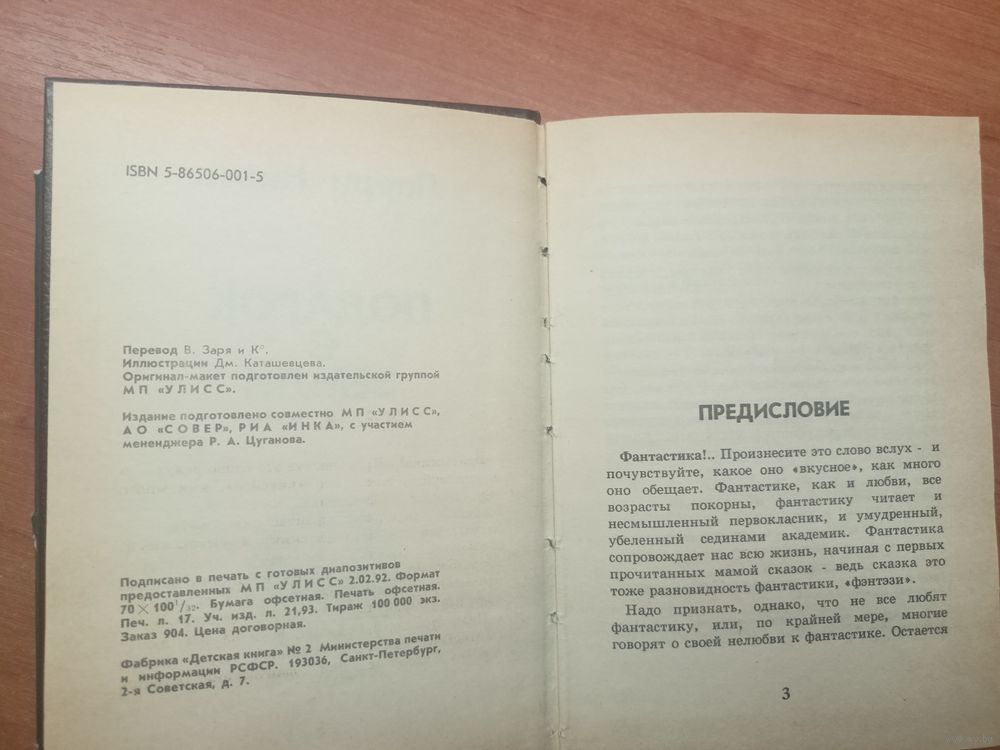 ISBN 5-86506-001-5
Перевод В. Заря и К°.
Иллюстрации Дм. Каташевцева.
Оригинал-макет подготовлен издательской группой
МП «УЛИСС».
Издание подготовлено совместно МП «УЛИСС»,
АО «СОВЕР», РИА «ИНКА», с участием
мененджера Р. А. Цуганова.
Подписано в печать с готовых диапозитивов
предоставленных МП «УЛИСС» 2.02.92. Формат
70×100¹/₃₂. Бумага офсетная. Печать офсетная.
Печ. л. 17. Уч. изд. л. 21,93. Тираж 100 000 экз.
Заказ 904. Цена договорная.
Фабрика «Детская книга» № 2 Министерства печати
и информации РСФСР. 193036, Санкт-Петербург,
2-я Советская, д. 7.
ПРЕДИСЛОВИЕ
Фантастика!.. Произнесите это слово вслух - и
почувствуйте, какое оно «вкусное», как много
оно обещает. Фантастике, как и любви, все
возрасты покорны, фантастику читает и
несмышленный первокласник, и умудренный,
убеленный сединами академик. Фантастика
сопровождает нас всю жизнь, начиная с первых
прочитанных мамой сказок - ведь сказка это
тоже разновидность фантастики, «фэнтэзи».
Надо признать, однако, что не все любят
фантастику, или, по крайней мере, многие
говорят о своей нелюбви к фантастике. Остается
3